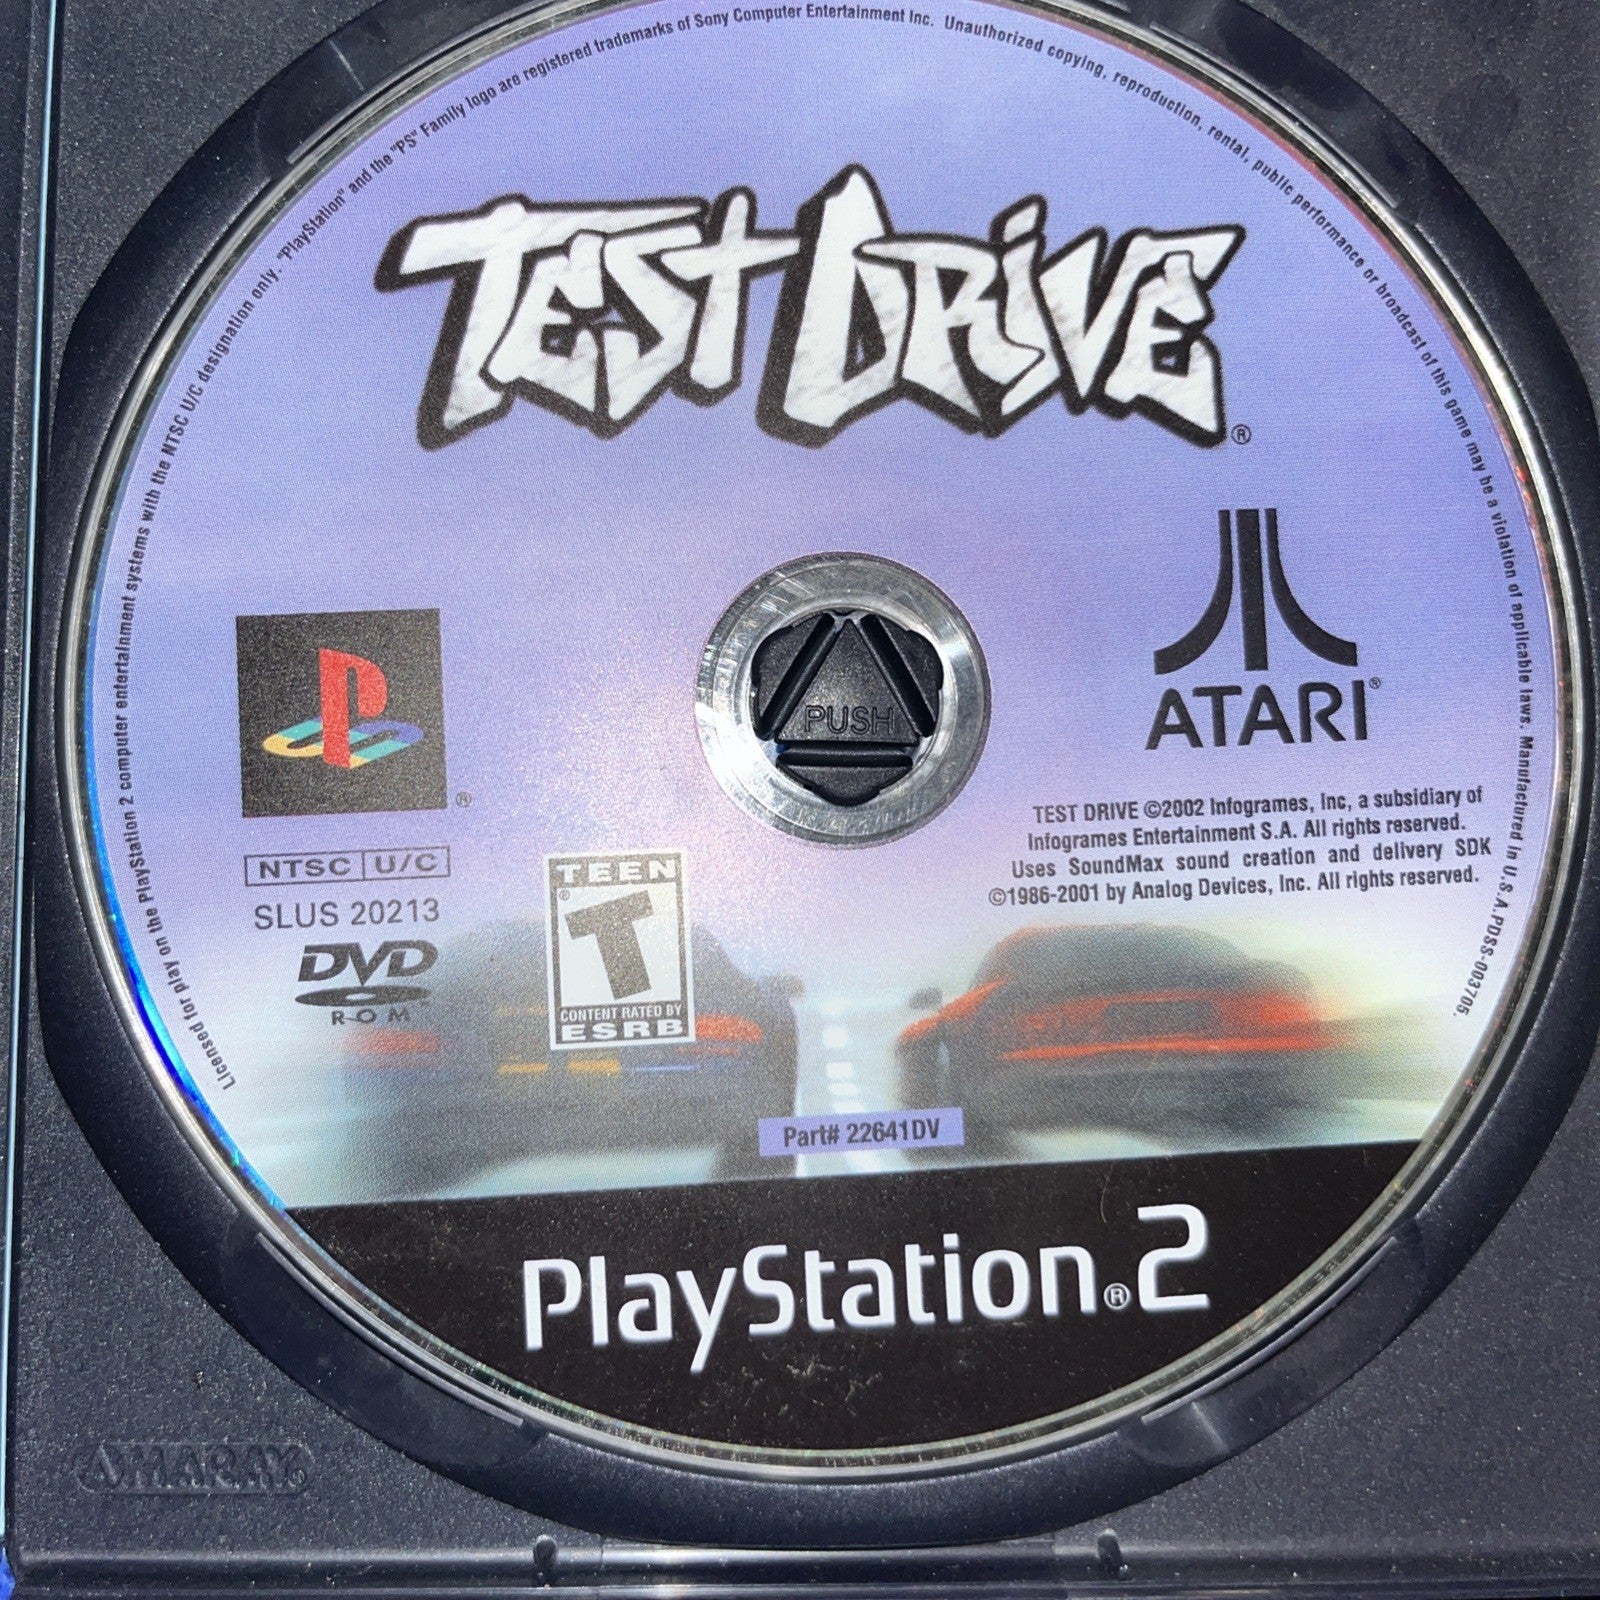 Licensed for play on the PlayStation 2 computer entertainment systems with the NTSC U/C designation only. "PlayStation" and the "PS" Family logo are registered trademarks of Sony Computer Entertainment Inc. Unauthorized copying, reproduction, rental, public performance or broadcast of this game may be a violation of applicable laws. Manufactured in U.S.A. PDSS-003705.
TEST DRIVE®
ATARI®
PUSH
®
TEST DRIVE ©2002 Infogrames, Inc, a subsidiary of
Infogrames Entertainment S.A. All rights reserved.
Uses SoundMax sound creation and delivery SDK
©1986-2001 by Analog Devices, Inc. All rights reserved.
NTSC U/C
SLUS 20213
DVD
ROM
TEEN
®
T
CONTENT RATED BY
ESRB
Part# 22641DV
PlayStation®2
AMARAY®